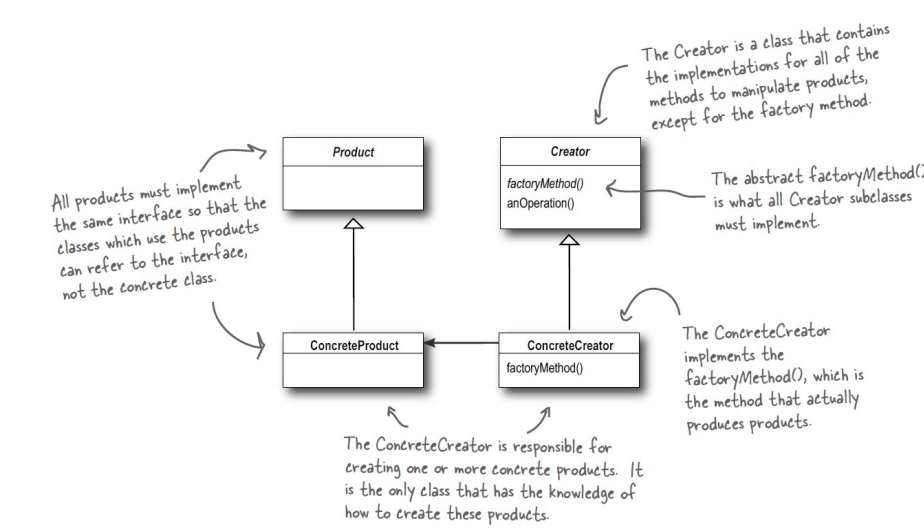 The Creator is a class that contains
the implementations for all of the
methods to manipulate products,
except for the factory method.
Product
Creator
factoryMethod()
anOperation()
The abstract factoryMethod()
is what all Creator subclasses
must implement.
All products must implement
the same interface so that the
classes which use the products
can refer to the interface,
not the concrete class.
ConcreteProduct
ConcreteCreator
factoryMethod()
The ConcreteCreator
implements the
factoryMethod(), which is
the method that actually
produces products.
The ConcreteCreator is responsible for
creating one or more concrete products. It
is the only class that has the knowledge of
how to create these products.